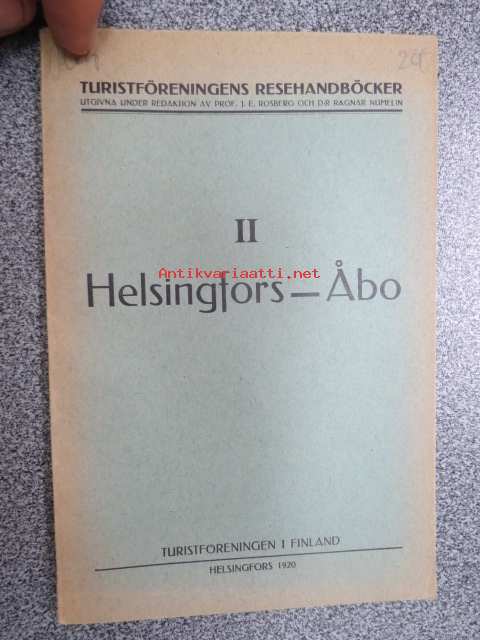 TURISTFÖRENINGENS RESEHANDBÖCKER
UTGIVNA UNDER REDAKTION AV PROF. J. E. ROSBERG OCH D:R RAGNAR NUMELIN
II
Antikvariaatti.net
Helsingfors — Åbo
TURISTFÖRENINGEN I FINLAND
HELSINGFORS 1920